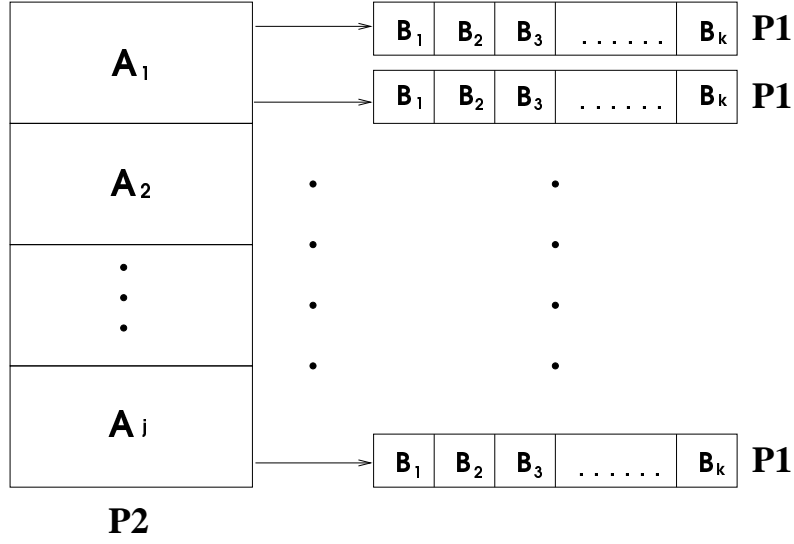 B1 B2 B3 ...... Bk P1
A1
B1 B2 B3 ...... Bk P1
A2
Aj
B1 B2 B3 ...... Bk P1
P2